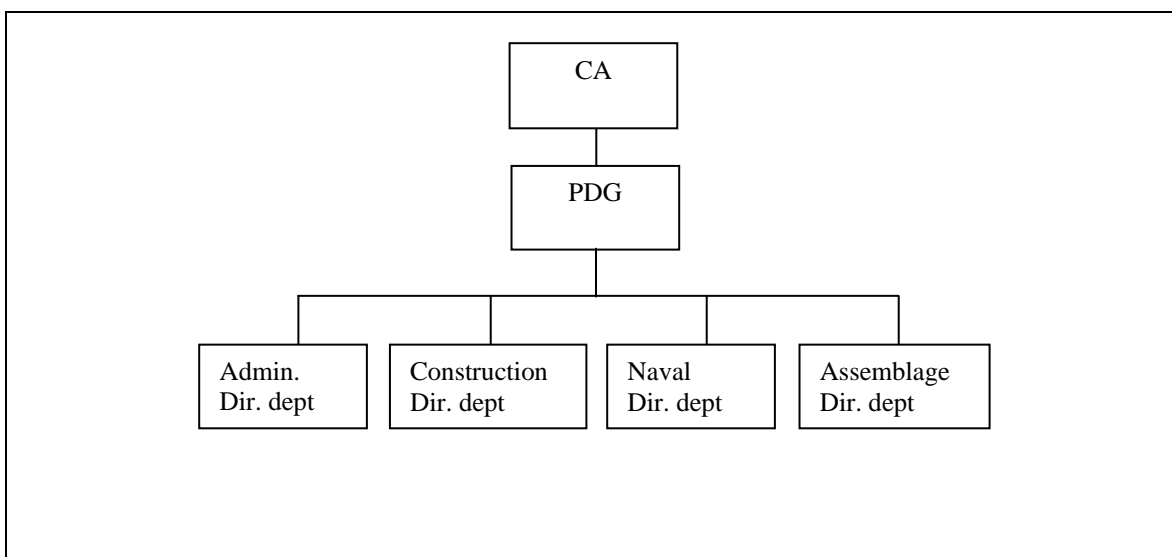 CA
PDG
Admin.
Dir. dept
Construction
Dir. dept
Naval
Dir. dept
Assemblage
Dir. dept